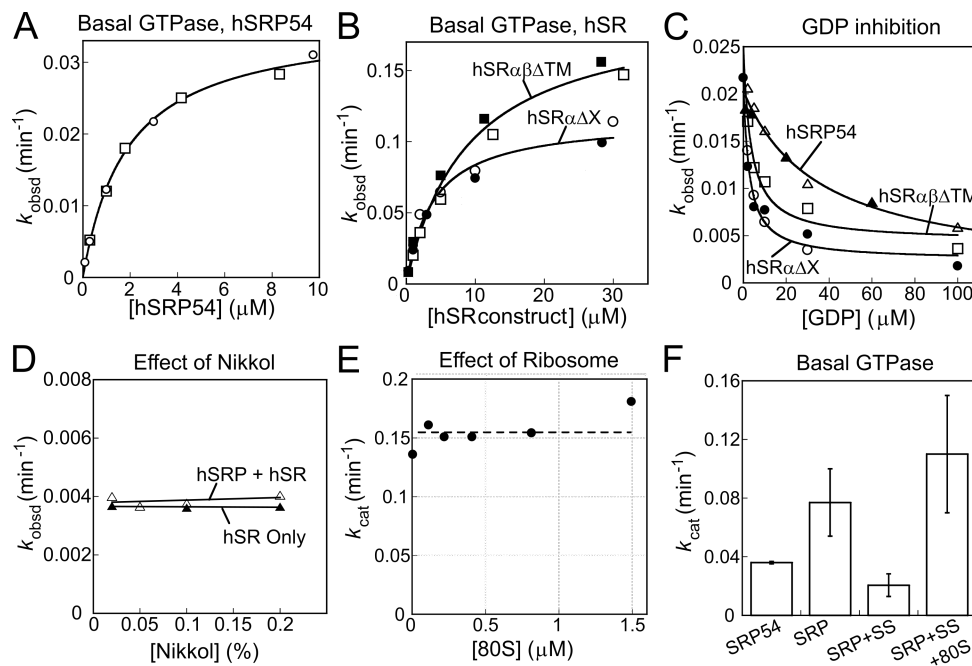 A
Basal GTPase, hSRP54
kobsd (min-1)
0.03
0.02
0.01
0
0 2 4 6 8 10
[hSRP54] (μM)
B
Basal GTPase, hSR
kobsd (min-1)
0.15
0.10
0.05
0
hSRαβΔTM
hSRαΔX
0 10 20 30
[hSRconstruct] (μM)
C
GDP inhibition
kobsd (min-1)
0.025
0.02
0.015
0.01
0.005
0
hSRP54
hSRαβΔTM
hSRαΔX
0 20 40 60 80 100
[GDP] (μM)
D
Effect of Nikkol
kobsd (min-1)
0.008
0.006
0.004
0.002
0
hSRP + hSR
hSR Only
0 0.05 0.1 0.15 0.2
[Nikkol] (%)
E
Effect of Ribosome
kcat (min-1)
0.2
0.15
0.1
0.05
0
0 0.5 1 1.5
[80S] (μM)
F
Basal GTPase
kcat (min-1)
0.16
0.12
0.08
0.04
0
SRP54
SRP
SRP+SS
SRP+SS
+80S